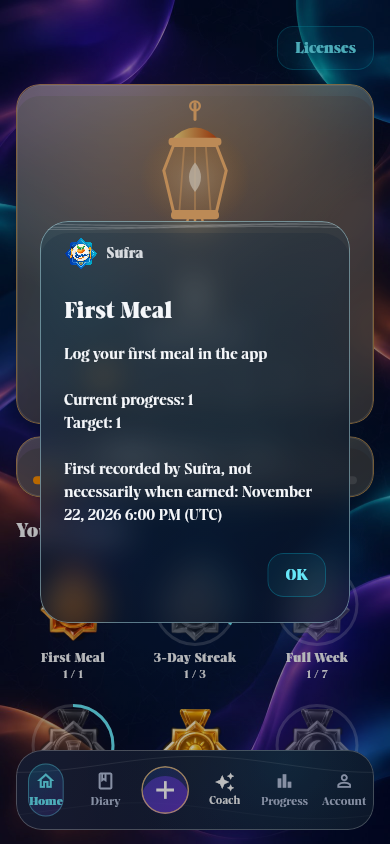 Licenses
Sufra
First Meal
Log your first meal in the app
Current progress: 1
Target: 1
First recorded by Sufra, not
necessarily when earned: November
22, 2026 6:00 PM (UTC)
OK
First Meal
3-Day Streak
Full Week
1 / 1
1 / 3
1 / 7
Home
Diary
Coach
Progress
Account